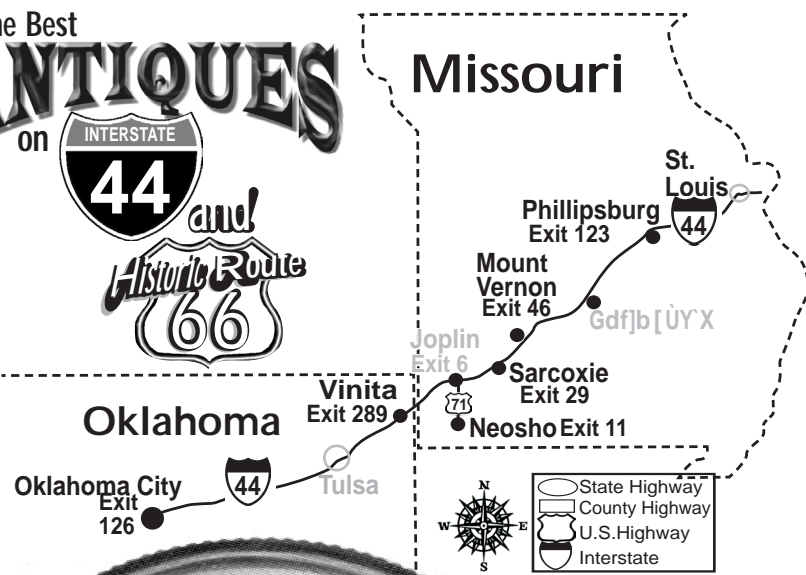 he Best
NTIQUES
on
INTERSTATE
44
and
Historic Route
66
Missouri
St.
Louis
44
Phillipsburg
Exit 123
Mount
Vernon
Exit 46
Gdf]b[ÙY`X
Joplin
Exit 6
Sarcoxie
Exit 29
71
Neosho Exit 11
Vinita
Exit 289
Oklahoma
Tulsa
44
Oklahoma City
Exit
126
N
W
E
S
State Highway
County Highway
U.S.Highway
Interstate